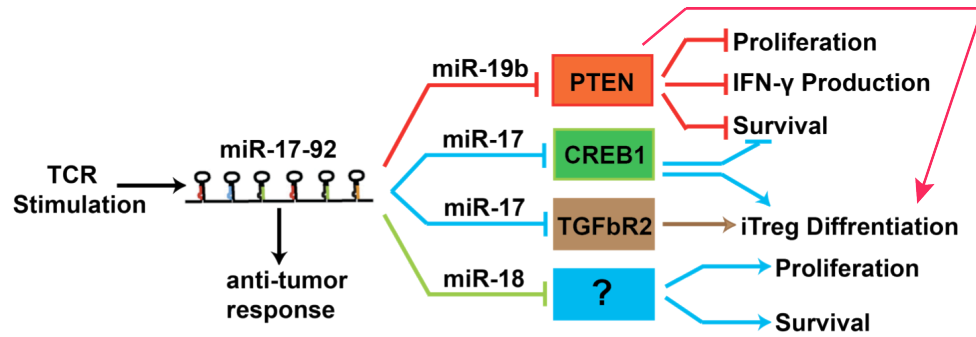 miR-19b
PTEN
Proliferation
IFN-γ Production
Survival
miR-17-92
miR-17
CREB1
TCR
Stimulation
miR-17
TGFbR2
iTreg Diffrentiation
anti-tumor
response
miR-18
?
Proliferation
Survival